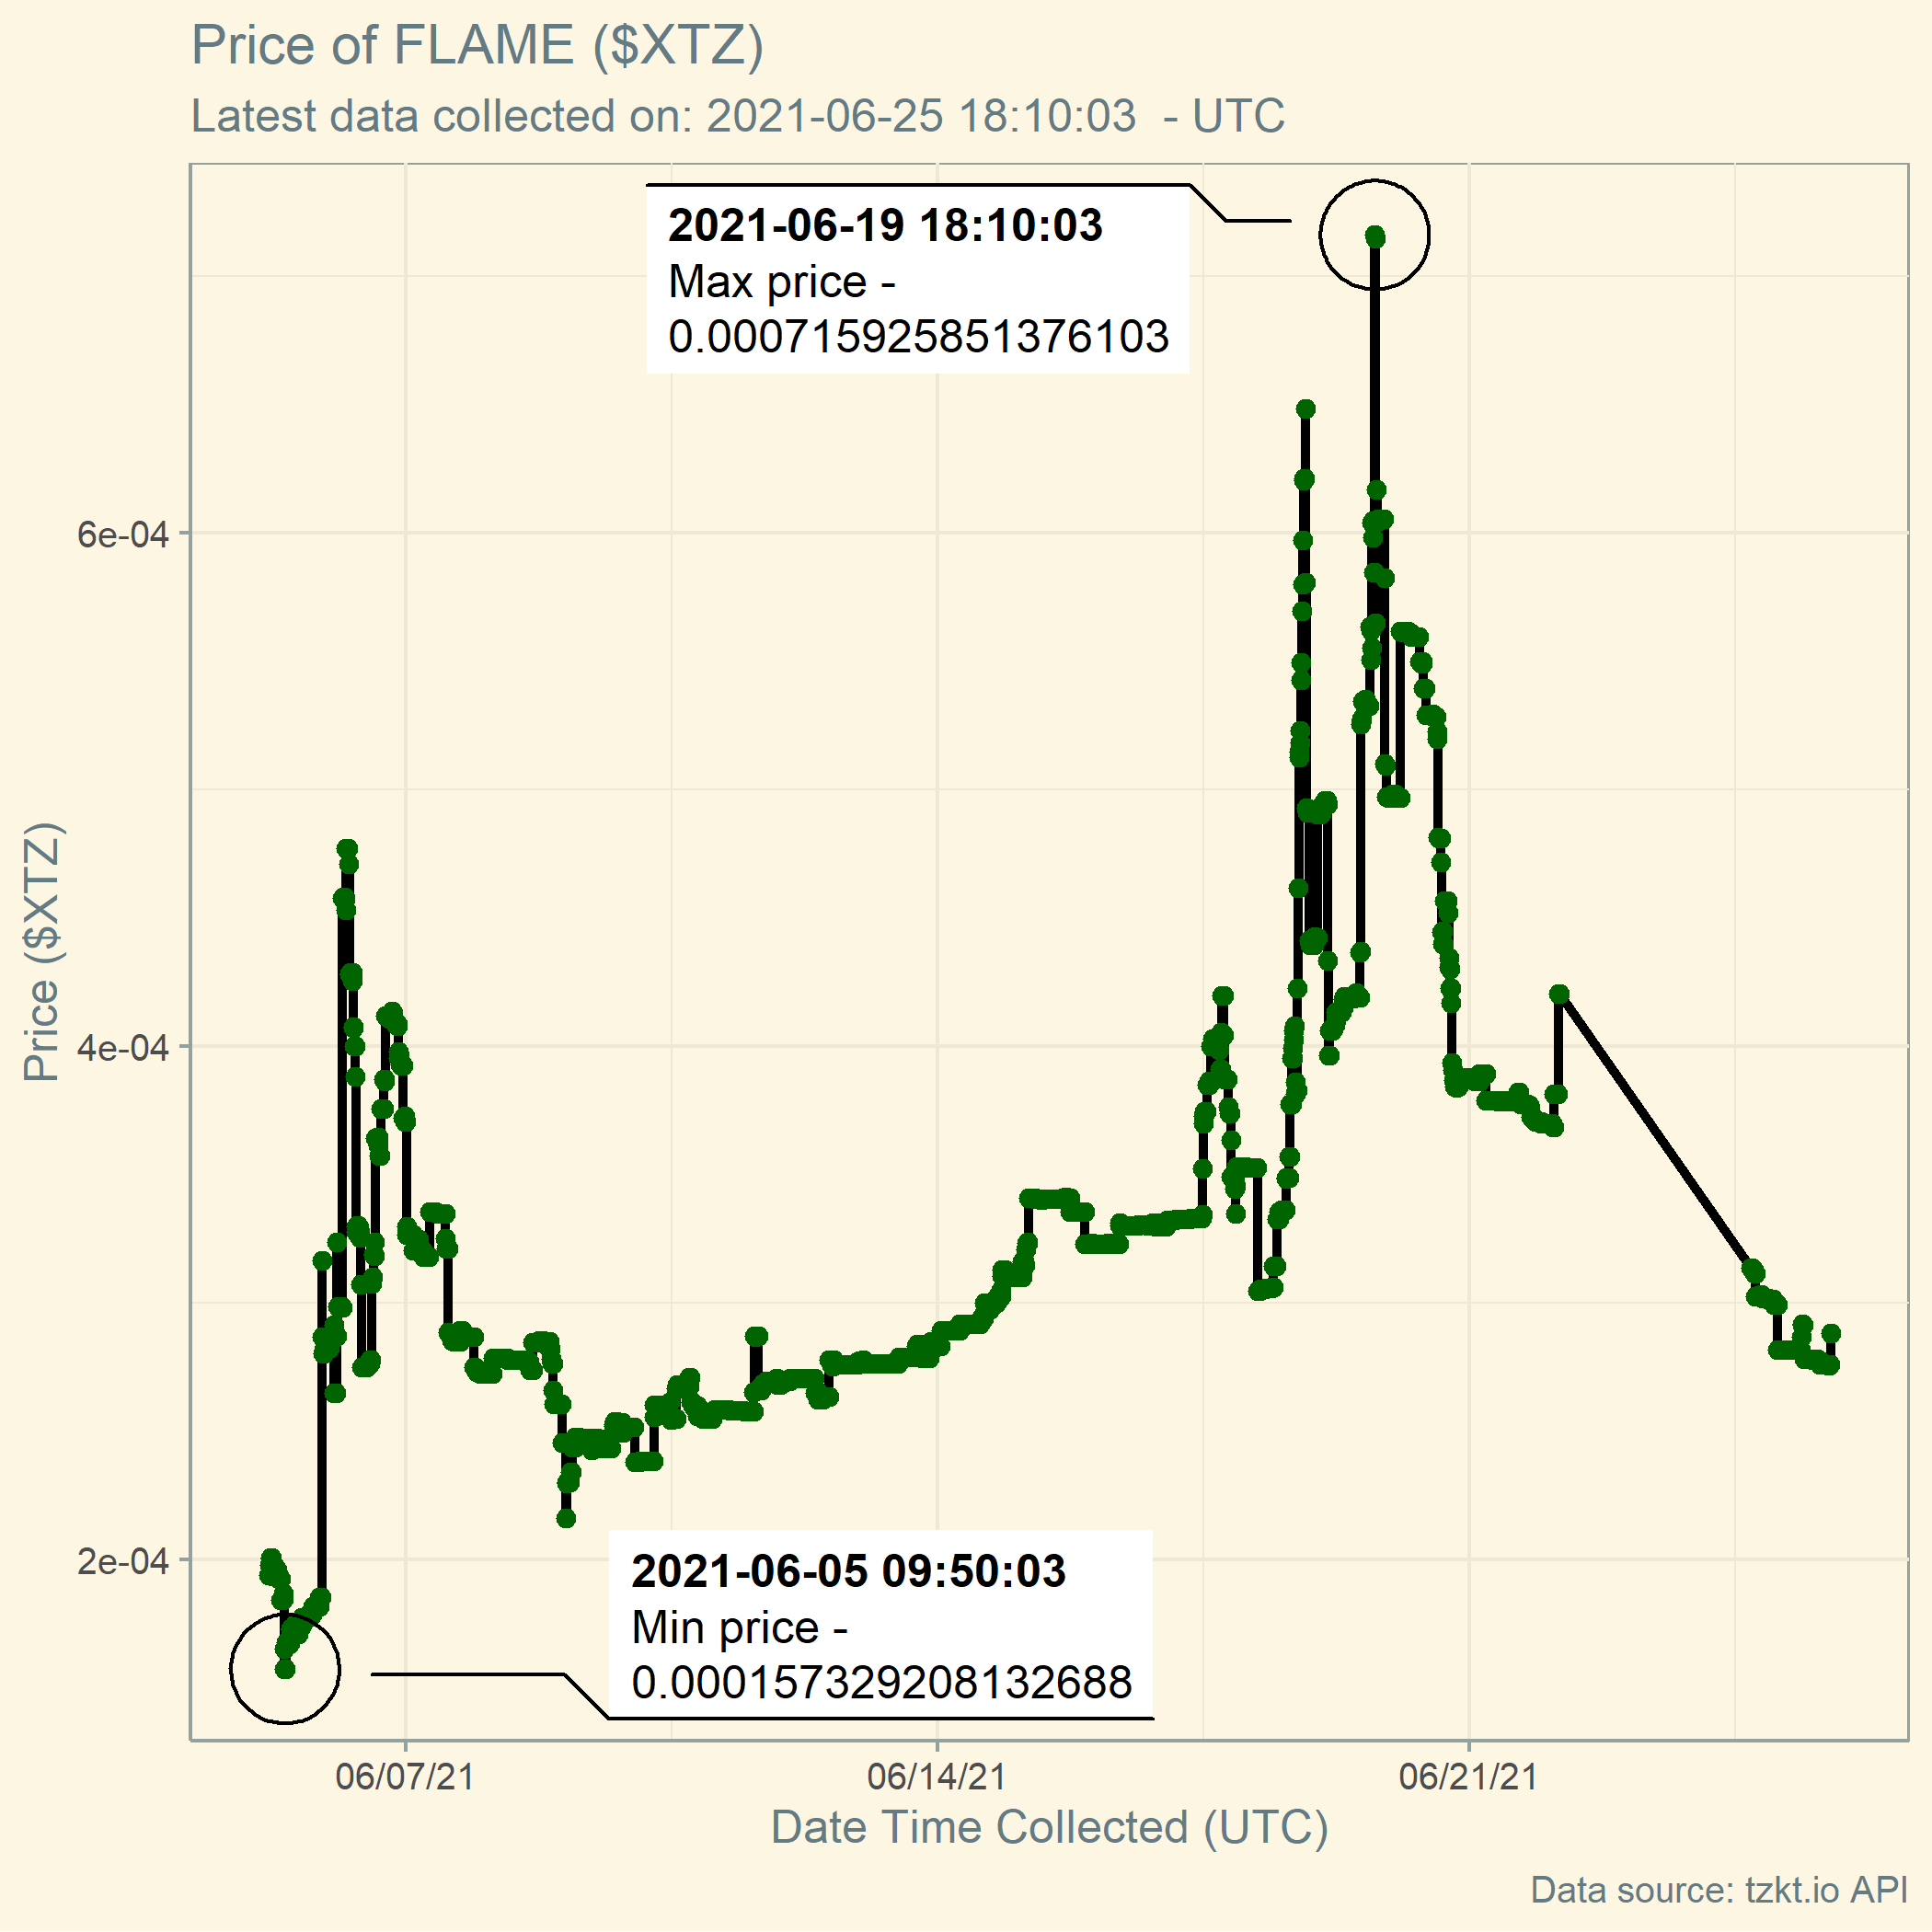 Price of FLAME ($XTZ)
Latest data collected on: 2021-06-25 18:10:03  - UTC
2021-06-19 18:10:03
Max price -
0.000715925851376103
6e-04
4e-04
2e-04
Price ($XTZ)
2021-06-05 09:50:03
Min price -
0.000157329208132688
06/07/21
06/14/21
06/21/21
Date Time Collected (UTC)
Data source: tzkt.io API